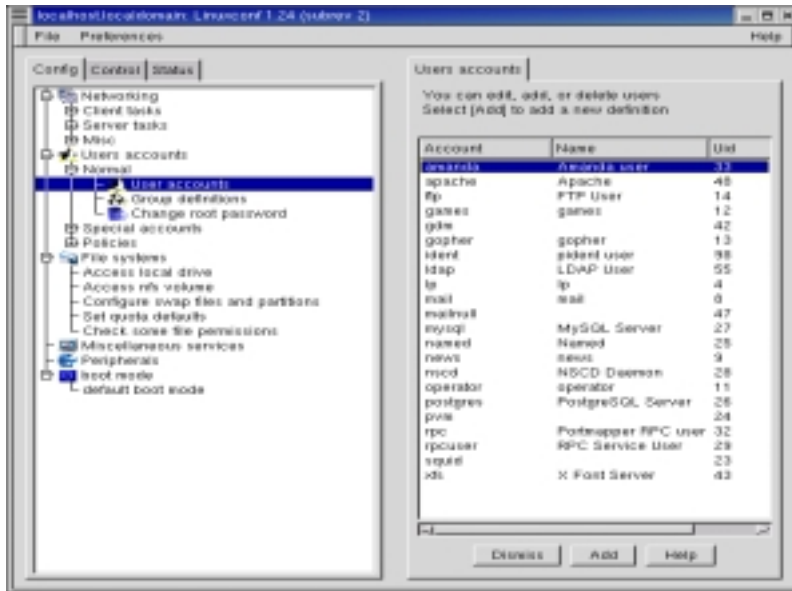 localhost.localdomain: Linuxconf 1.24 (subrev 2)
File Preferences Help
Config Control Status
Networking
Client tasks
Server tasks
Misc
Users accounts
Normal
User accounts
Group definitions
Change root password
Special accounts
Policies
File systems
Access local drive
Access nfs volume
Configure swap files and partitions
Set quota defaults
Check some file permissions
Miscellaneous services
Peripherals
boot mode
default boot mode
Users accounts
You can edit, add, or delete users
Select [Add] to add a new definition
Account Name Uid
amanda Amanda user 33
apache Apache 48
ftp FTP User 14
games games 12
gdm 42
gopher gopher 13
ident pident user 98
ldap LDAP User 55
lp lp 4
mail mail 8
mailnull 47
mysql MySQL Server 27
named Named 25
news news 9
nscd NSCD Daemon 28
operator operator 11
postgres PostgreSQL Server 26
pvm 24
rpc Portmapper RPC user 32
rpcuser RPC Service User 29
squid 23
xfs X Font Server 43
Dismiss Add Help